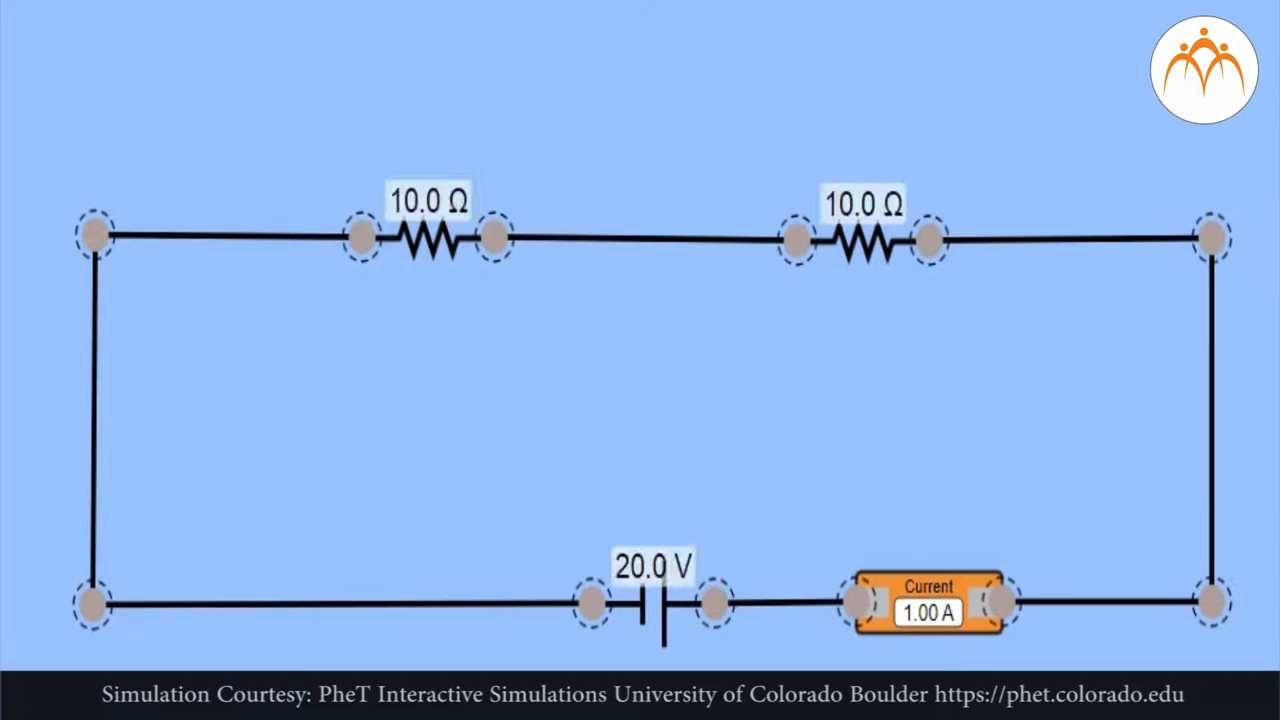 10.0 Ω
10.0 Ω
20.0 V
Current
1.00 A
Simulation Courtesy: PheT Interactive Simulations University of Colorado Boulder https://phet.colorado.edu